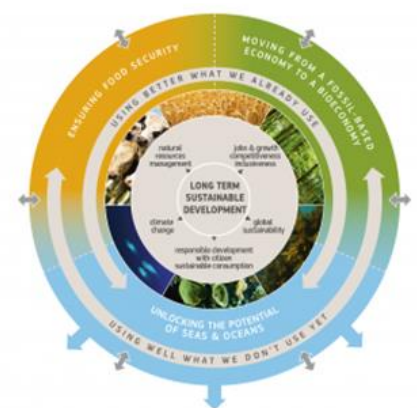 ENSURING FOOD SECURITY
MOVING FROM A FOSSIL-BASED
ECONOMY TO A BIOECONOMY
USING BETTER WHAT WE ALREADY USE
natural
resources
management
jobs & growth
competitiveness
inclusiveness
LONG TERM
SUSTAINABLE
DEVELOPMENT
climate
change
global
sustainability
responsible development
with citizen
sustainable consumption
UNLOCKING THE POTENTIAL
OF SEAS & OCEANS
USING WELL WHAT WE DON'T USE YET